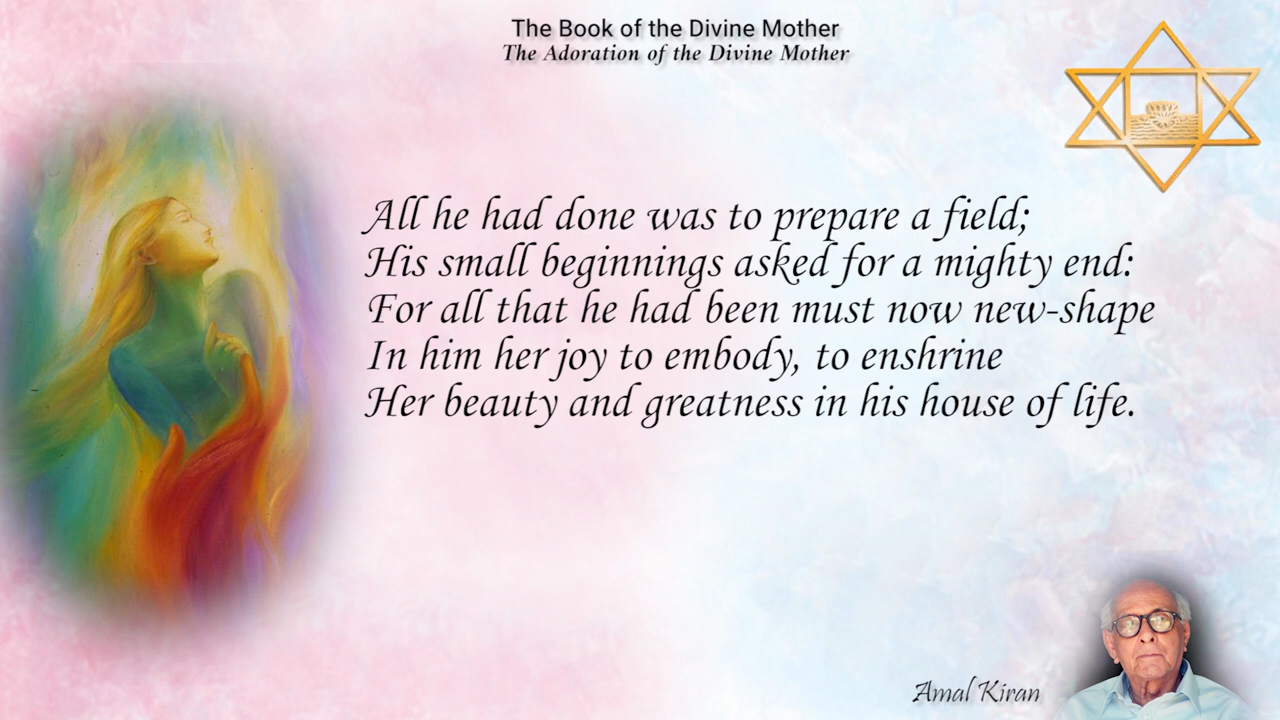 The Book of the Divine Mother
The Adoration of the Divine Mother
All he had done was to prepare a field;
His small beginnings asked for a mighty end:
For all that he had been must now new-shape
In him her joy to embody, to enshrine
Her beauty and greatness in his house of life.
Amal Kiran